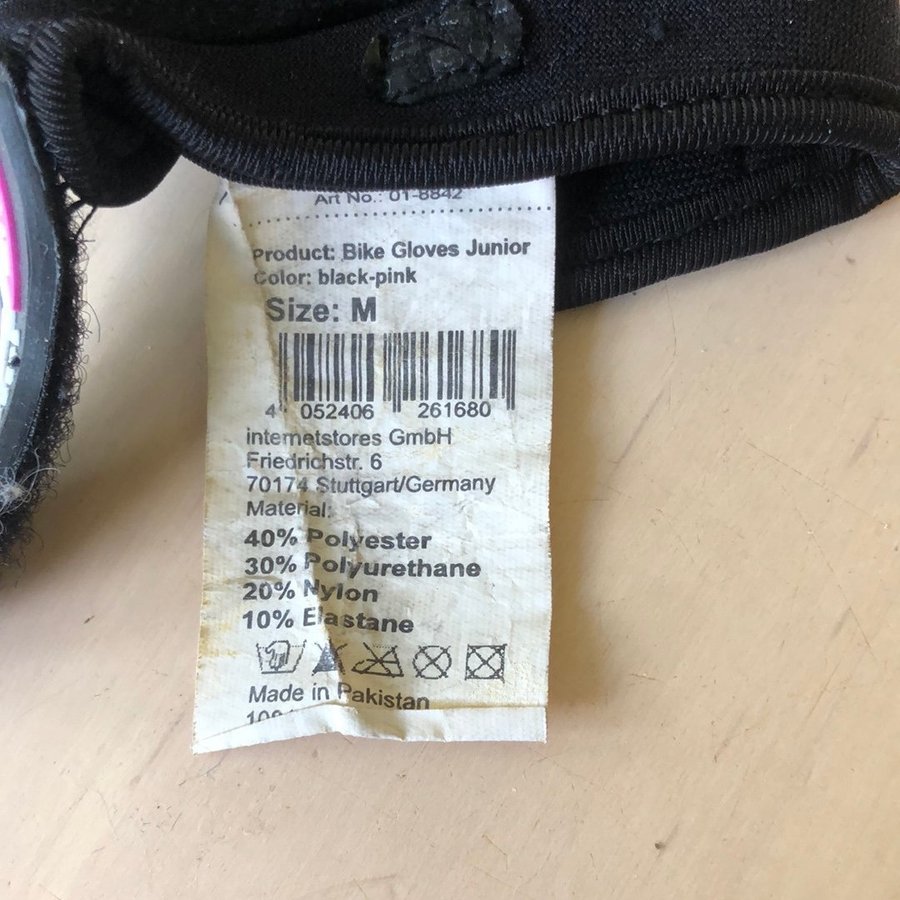 Art No.: 01-8842
Product: Bike Gloves Junior
Color: black-pink
Size: M
4 052406 261680
internetstores GmbH
Friedrichstr. 6
70174 Stuttgart/Germany
Material:
40% Polyester
30% Polyurethane
20% Nylon
10% Elastane
Made in Pakistan